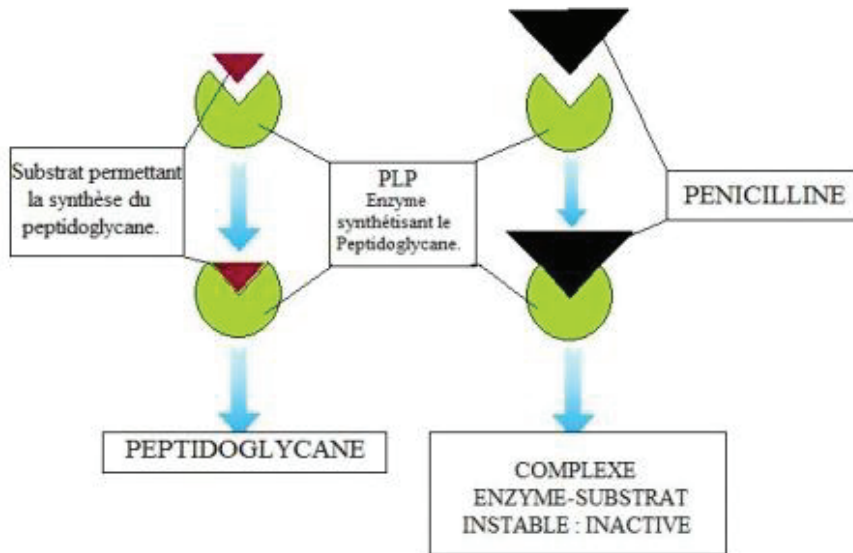 Substrat permettant
la synthèse du
peptidoglycane.
PLP
Enzyme
synthétisant le
Peptidoglycane.
PENICILLINE
PEPTIDOGLYCANE
COMPLEXE
ENZYME-SUBSTRAT
INSTABLE : INACTIVE